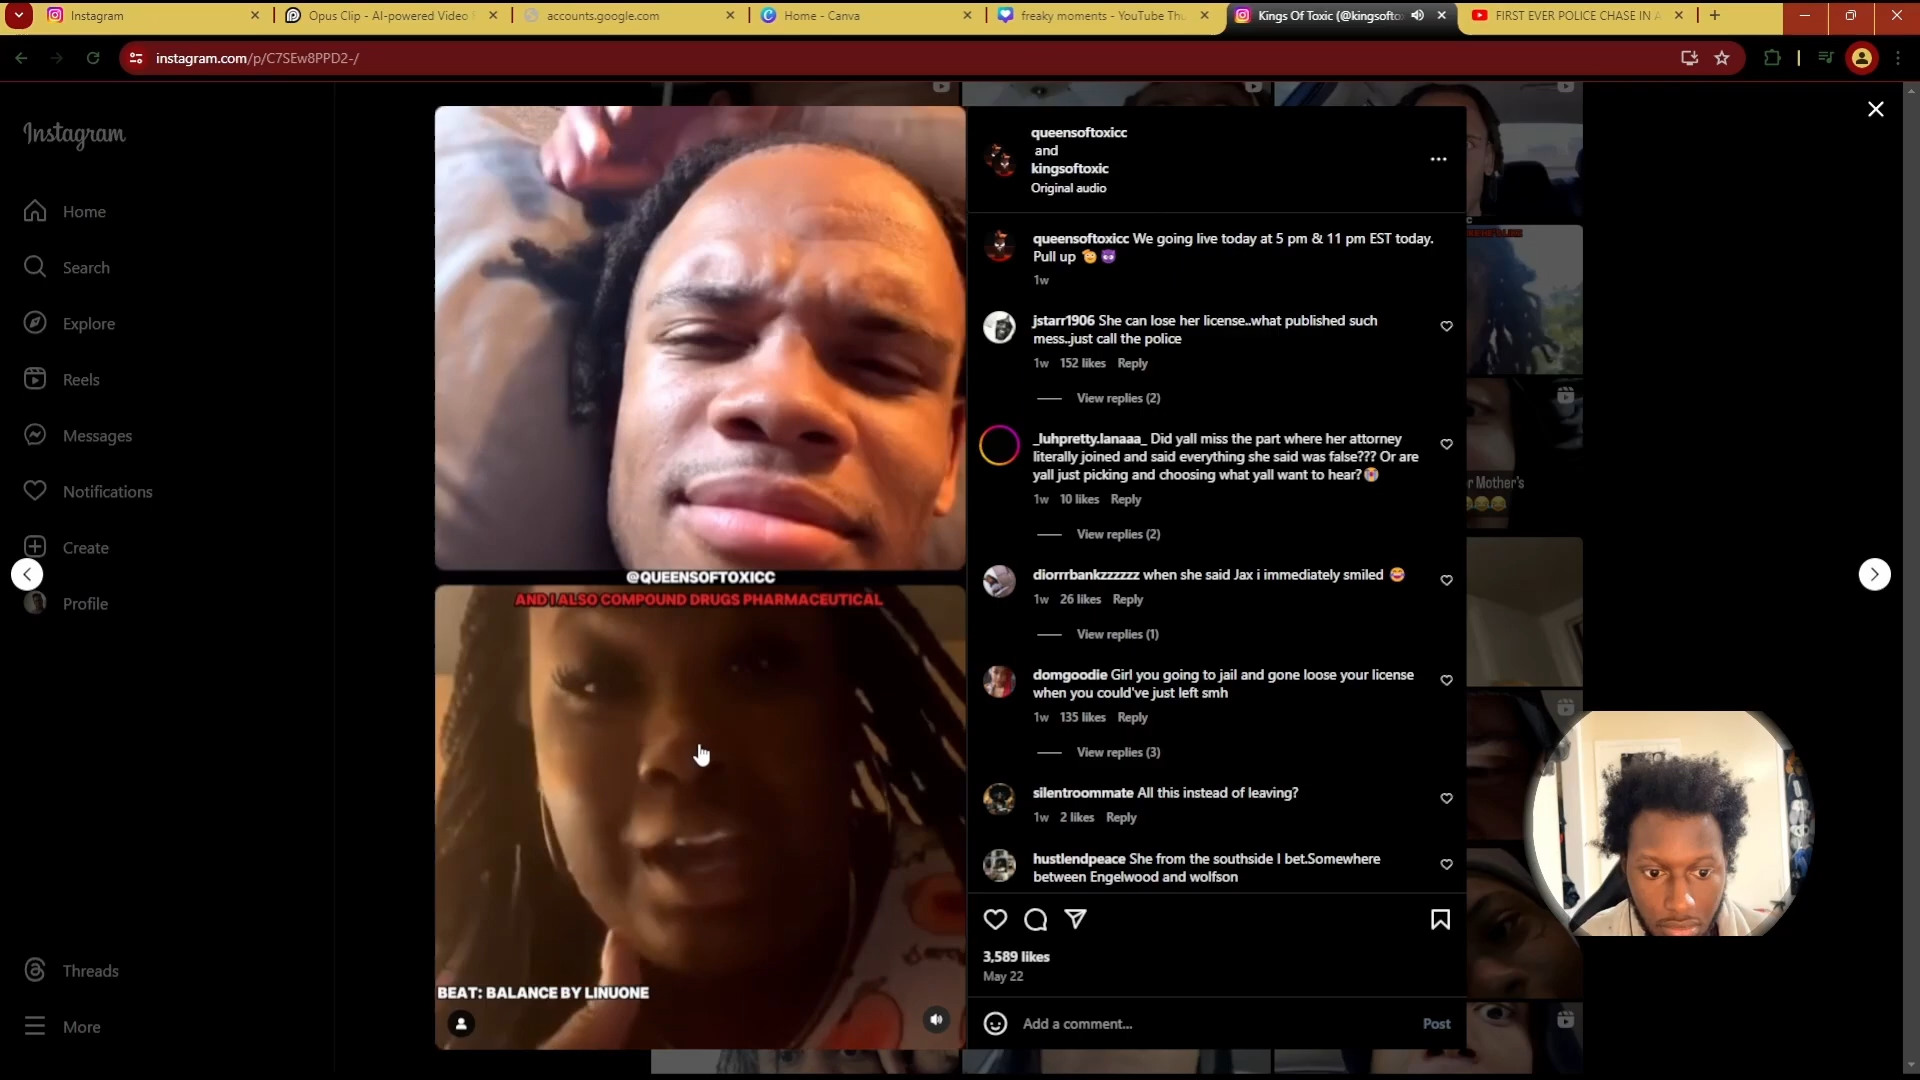 Instagram
Opus Clip - AI-powered Video
accounts.google.com
Home - Canva
freaky moments - YouTube Thu
Kings Of Toxic (@kingsofto
FIRST EVER POLICE CHASE IN A
instagram.com/p/C7SEw8PPD2-/
Instagram
Home
Search
Explore
Reels
Messages
Notifications
Create
Profile
Threads
More
@QUEENSOFTOXICC
AND I ALSO COMPOUND DRUGS PHARMACEUTICAL
BEAT: BALANCE BY LINUONE
queensoftoxicc
and
kingsoftoxic
Original audio
queensoftoxicc We going live today at 5 pm & 11 pm EST today.
Pull up 🫡😈
1w
jstarr1906 She can lose her license..what published such
mess..just call the police
1w 152 likes Reply
View replies (2)
_luhpretty.lanaaa_ Did yall miss the part where her attorney
literally joined and said everything she said was false??? Or are
yall just picking and choosing what yall want to hear?😭
1w 10 likes Reply
View replies (2)
diorrrbankzzzzzz when she said Jax i immediately smiled 😂
1w 26 likes Reply
View replies (1)
domgoodie Girl you going to jail and gone loose your license
when you could've just left smh
1w 135 likes Reply
View replies (3)
silentroommate All this instead of leaving?
1w 2 likes Reply
hustlendpeace She from the southside I bet.Somewhere
between Engelwood and wolfson
3,589 likes
May 22
Add a comment...
Post
r Mother's
😂😂😂